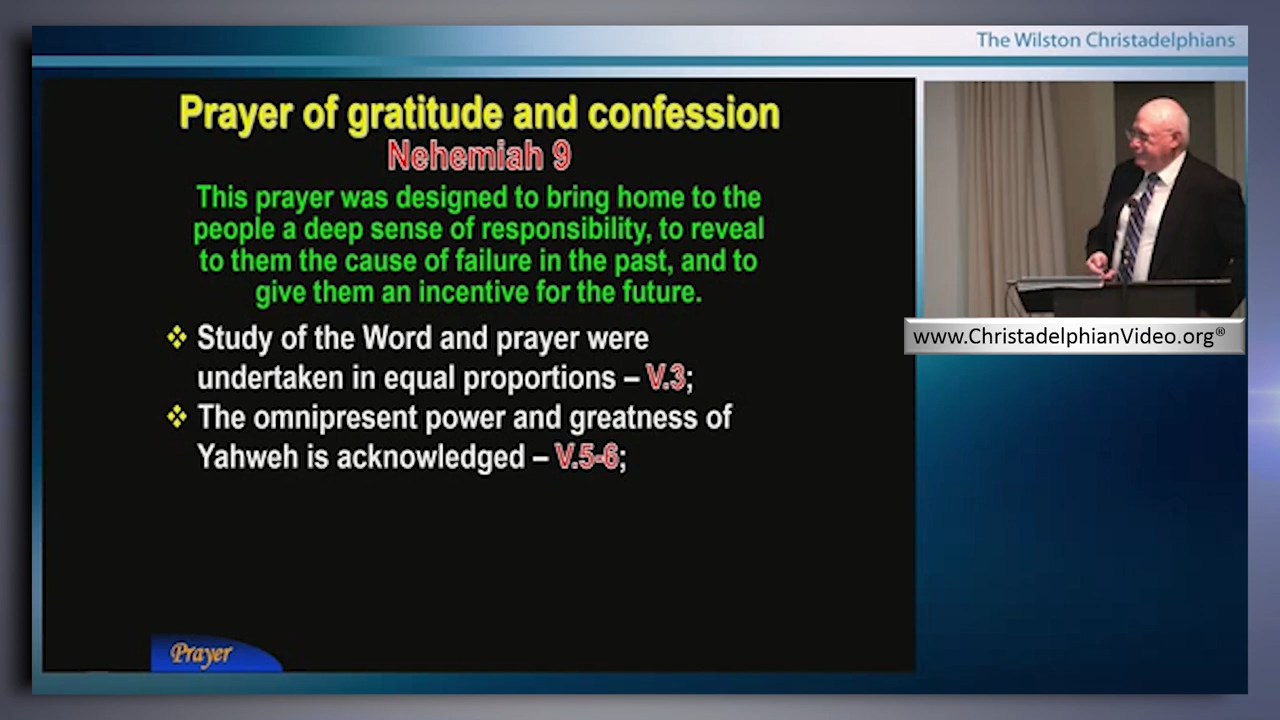 The Wilston Christadelphians
Prayer of gratitude and confession
Nehemiah 9
This prayer was designed to bring home to the
people a deep sense of responsibility, to reveal
to them the cause of failure in the past, and to
give them an incentive for the future.
❖ Study of the Word and prayer were
undertaken in equal proportions – V.3;
❖ The omnipresent power and greatness of
Yahweh is acknowledged – V.5-6;
www.ChristadelphianVideo.org®
Prayer